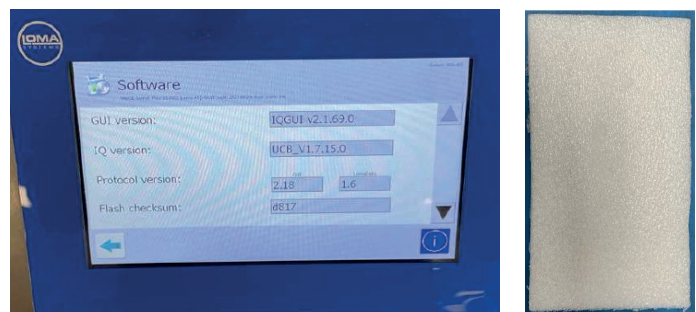 LOMA
SYSTEMS
Software
GUI version:
IQGUI v2.1.69.0
IQ version:
UCB_V1.7.15.0
Protocol version:
2.18
1.6
Flash checksum:
d817
i